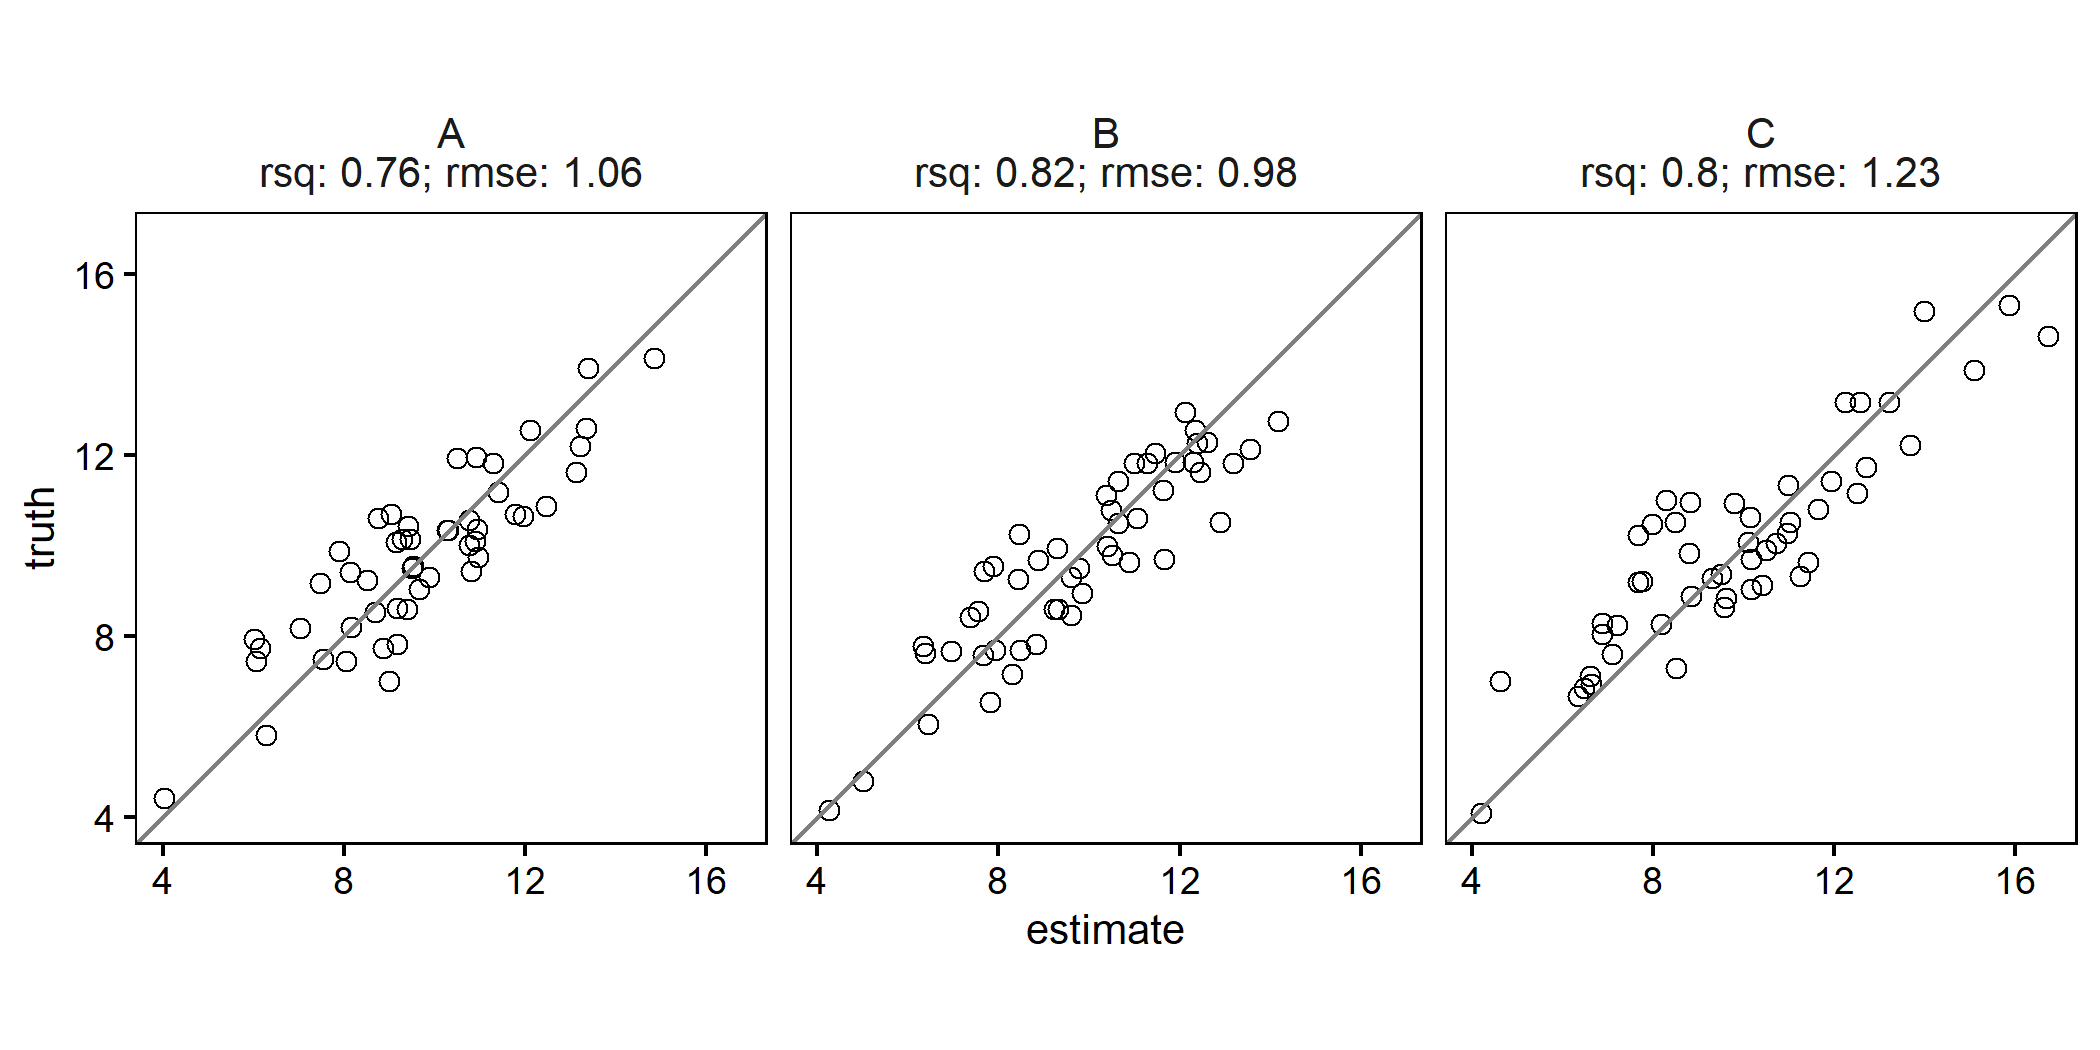 A
rsq: 0.76; rmse: 1.06
B
rsq: 0.82; rmse: 0.98
C
rsq: 0.8; rmse: 1.23
truth
16
12
8
4
4 8 12 16
4 8 12 16
4 8 12 16
estimate